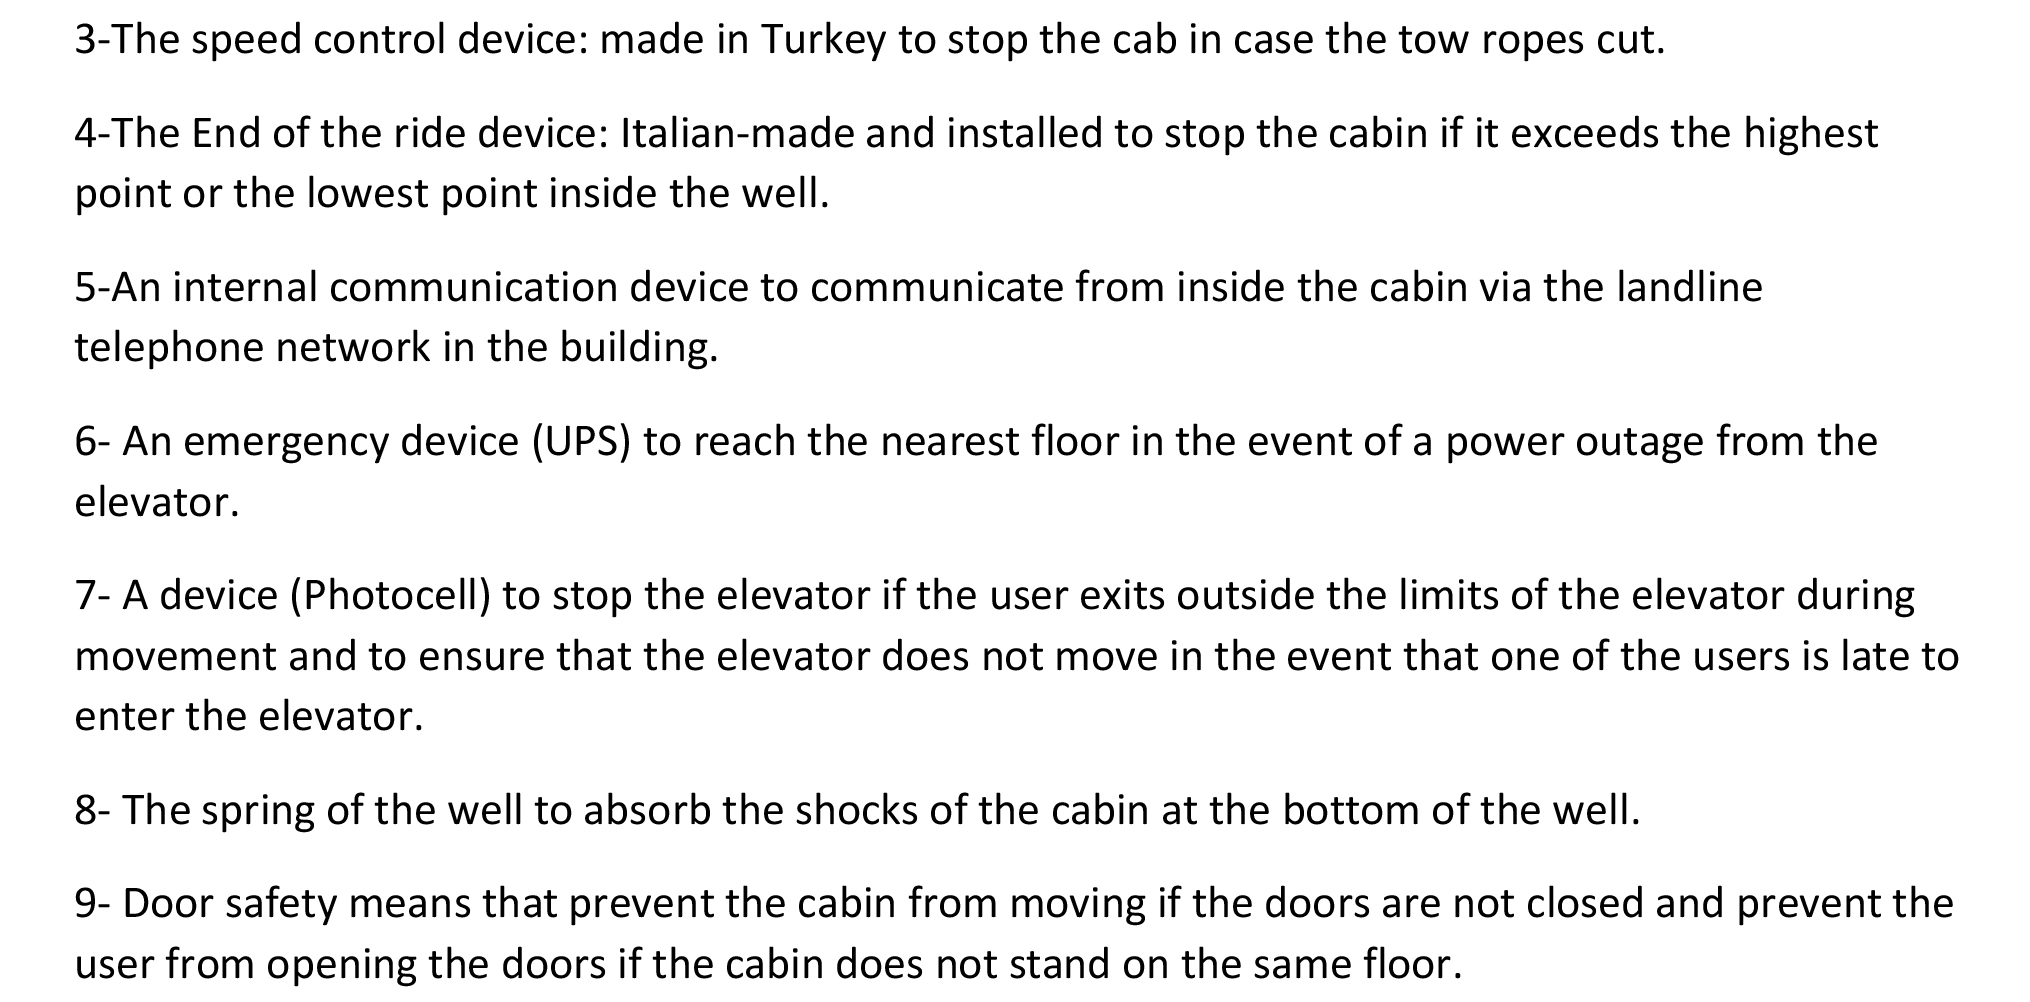 3-The speed control device: made in Turkey to stop the cab in case the tow ropes cut.
4-The End of the ride device: Italian-made and installed to stop the cabin if it exceeds the highest
point or the lowest point inside the well.
5-An internal communication device to communicate from inside the cabin via the landline
telephone network in the building.
6- An emergency device (UPS) to reach the nearest floor in the event of a power outage from the
elevator.
7- A device (Photocell) to stop the elevator if the user exits outside the limits of the elevator during
movement and to ensure that the elevator does not move in the event that one of the users is late to
enter the elevator.
8- The spring of the well to absorb the shocks of the cabin at the bottom of the well.
9- Door safety means that prevent the cabin from moving if the doors are not closed and prevent the
user from opening the doors if the cabin does not stand on the same floor.